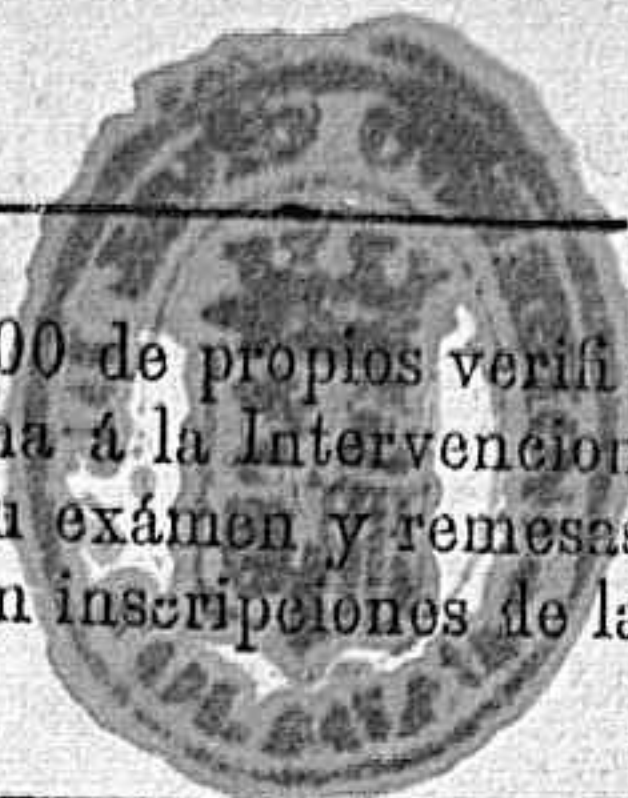 00 de propios verifi
na á la Intervencion
u exámen y remesas
n inscripciones de la